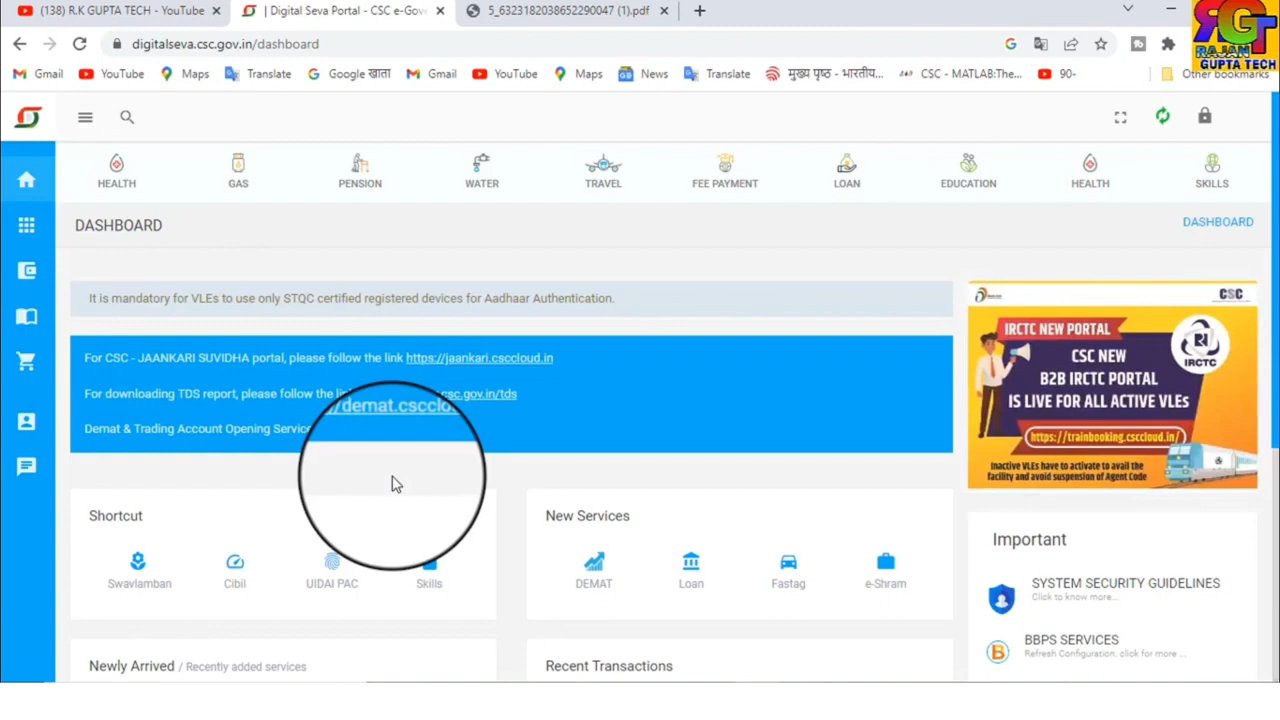 (138) R.K GUPTA TECH - YouTube
| Digital Seva Portal - CSC e-Gov
5_6323182038652290047 (1).pdf
RGT
RAJAN
GUPTA TECH
digitalseva.csc.gov.in/dashboard
Gmail
YouTube
Maps
Translate
Google खाता
Gmail
YouTube
Maps
News
Translate
मुख्य पृष्ठ - भारतीय...
CSC - MATLAB:The...
90-
Other bookmarks
HEALTH
GAS
PENSION
WATER
TRAVEL
FEE PAYMENT
LOAN
EDUCATION
HEALTH
SKILLS
DASHBOARD
DASHBOARD
It is mandatory for VLEs to use only STQC certified registered devices for Aadhaar Authentication.
For CSC - JAANKARI SUVIDHA portal, please follow the link https://jaankari.csccloud.in
For downloading TDS report, please follow the csc.gov.in/tds
/demat.csccl
Demat & Trading Account Opening Servic
CSC
IRCTC NEW PORTAL
CSC NEW
B2B IRCTC PORTAL
IS LIVE FOR ALL ACTIVE VLEs
https://trainbooking.csccloud.in/
Inactive VLEs have to activate to avail the
facility and avoid suspension of Agent Code
IRCTC
Shortcut
Swavlamban
Cibil
UIDAI PAC
Skills
New Services
DEMAT
Loan
Fastag
e-Shram
Important
SYSTEM SECURITY GUIDELINES
Click to know more...
BBPS SERVICES
Refresh Configuration. click for more ...
Newly Arrived / Recently added services
Recent Transactions